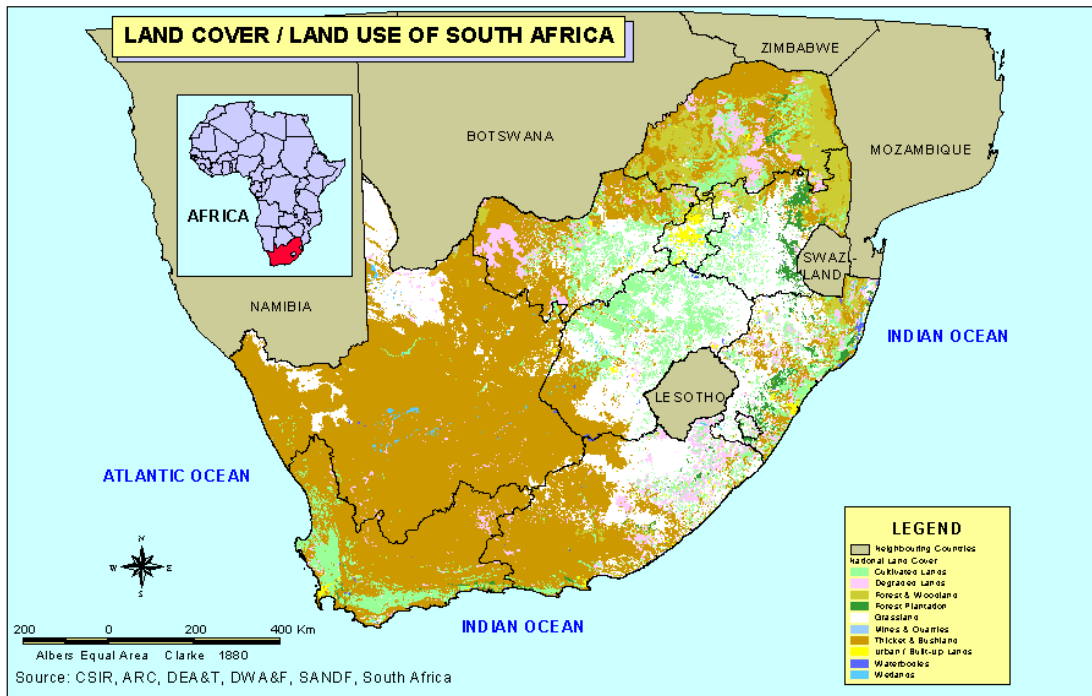 LAND COVER / LAND USE OF SOUTH AFRICA
ZIMBABWE
BOTSWANA
MOZAMBIQUE
AFRICA
SWAZI-
LAND
NAMIBIA
INDIAN OCEAN
LESOTHO
ATLANTIC OCEAN
LEGEND
Neighbouring Countries
National Land Cover
Cultivated Lands
Degraded Lands
Forest & Woodland
Forest Plantation
Grassland
Mines & Quarries
Thicket & Bushland
Urban / Built-up Lands
Waterbodies
Wetlands
N
W E
S
INDIAN OCEAN
200 0 200 400 Km
Albers Equal Area Clarke 1880
Source: CSIR, ARC, DEA&T, DWA&F, SANDF, South Africa